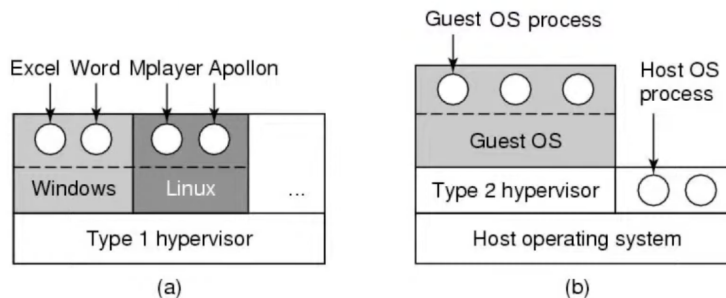 Guest OS process
Excel Word Mplayer Apollon
Host OS
process
Guest OS
Windows Linux ...
Type 2 hypervisor
Type 1 hypervisor
Host operating system
(a)
(b)